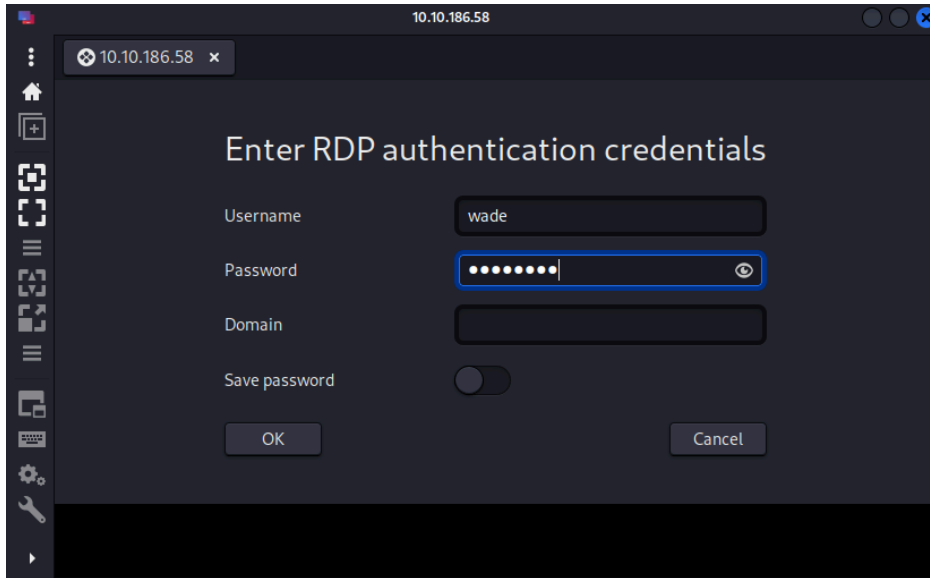 10.10.186.58
10.10.186.58
Enter RDP authentication credentials
Username wade
Password ••••••••
Domain
Save password
OK Cancel